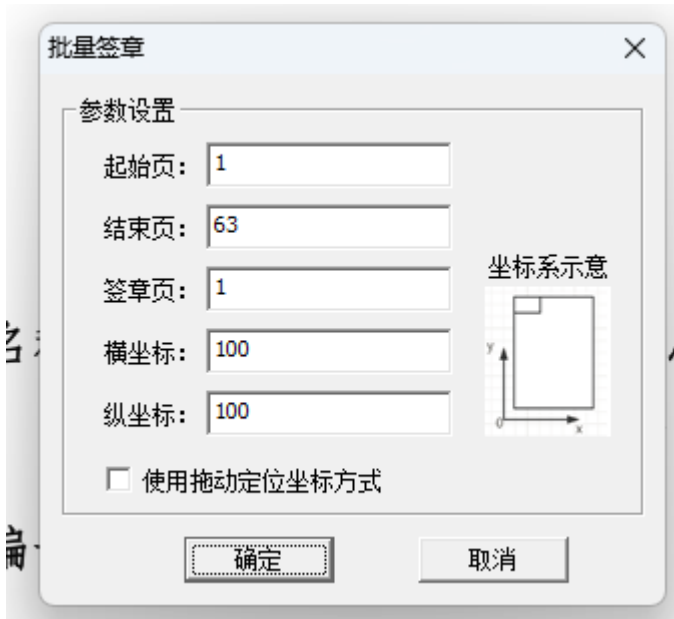 批量签章
参数设置
起始页: 1
结束页: 63
签章页: 1
横坐标: 100
纵坐标: 100
坐标系示意
y
0
x
使用拖动定位坐标方式
确定
取消
名